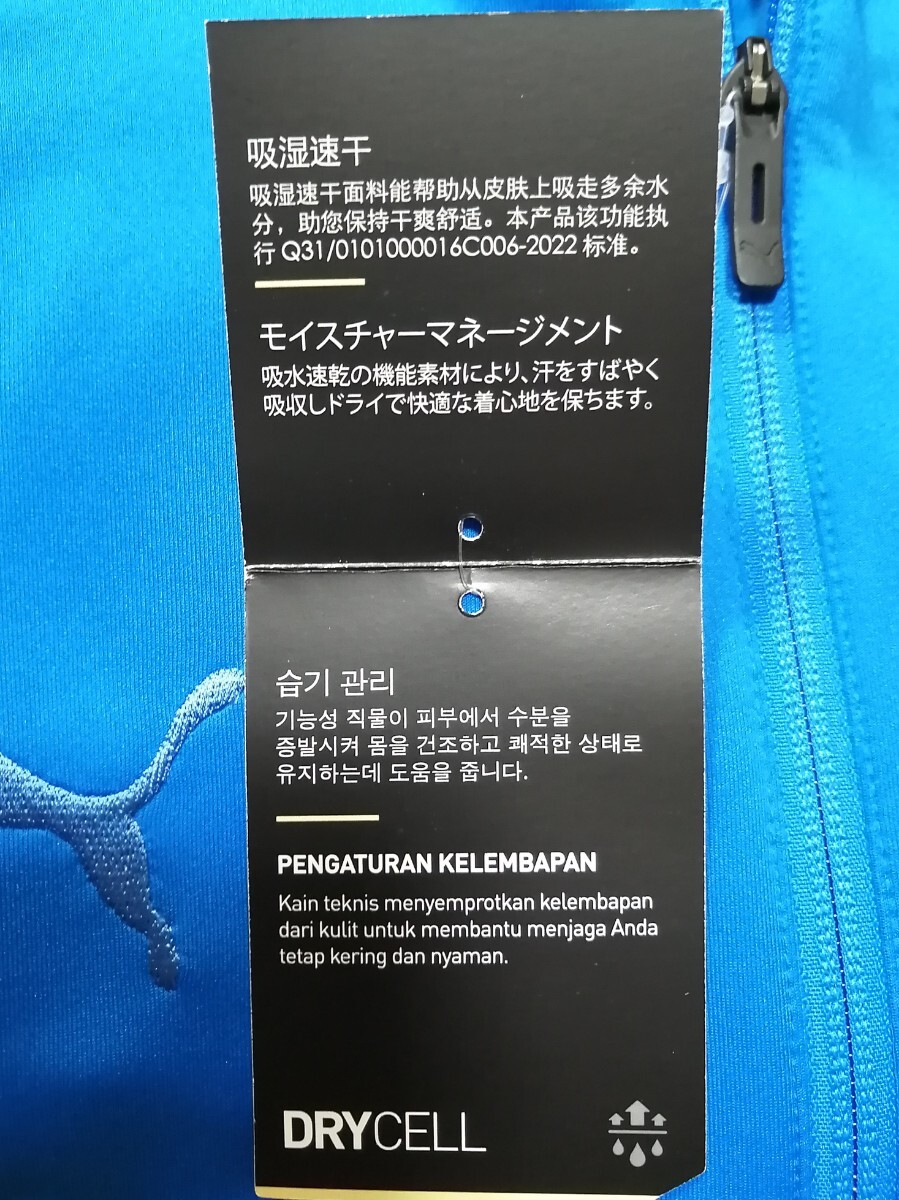 吸湿速干
吸湿速干面料能帮助从皮肤上吸走多余水
分，助您保持干爽舒适。本产品该功能执
行 Q31/0101000016C006-2022 标准。
モイスチャーマネージメント
吸水速乾の機能素材により、汗をすばやく
吸収しドライで快適な着心地を保ちます。
습기 관리
기능성 직물이 피부에서 수분을
증발시켜 몸을 건조하고 쾌적한 상태로
유지하는데 도움을 줍니다.
PENGATURAN KELEMBAPAN
Kain teknis menyemprotkan kelembapan
dari kulit untuk membantu menjaga Anda
tetap kering dan nyaman.
DRYCELL